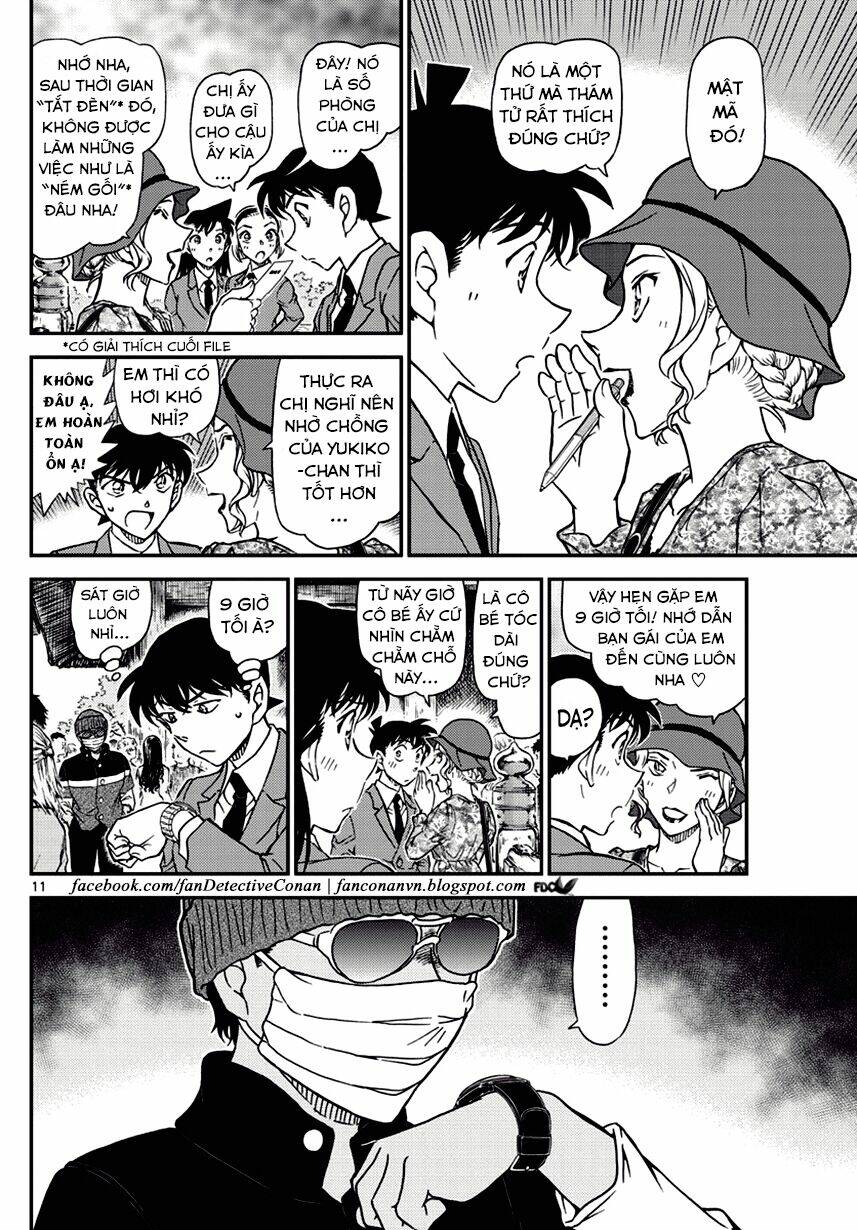 MẬT
MÃ
ĐÓ!
NÓ LÀ MỘT
THỨ MÀ THÁM
TỬ RẤT THÍCH
ĐÚNG CHỨ?
ĐÂY! NÓ
LÀ SỐ
PHÒNG
CỦA CHỊ
...
CHỊ ẤY
ĐƯA GÌ
CHO CẬU
ẤY KÌA
...
NHỚ NHA,
SAU THỜI GIAN
"TẮT ĐÈN"* ĐÓ,
KHÔNG ĐƯỢC
LÀM NHỮNG
VIỆC NHƯ LÀ
"NÉM GỐI"*
ĐÂU NHA!
*CÓ GIẢI THÍCH CUỐI FILE
THỰC RA
CHỊ NGHĨ NÊN
NHỜ CHỒNG
CỦA YUKIKO
-CHAN THÌ
TỐT HƠN
...
EM THÌ CÓ
HƠI KHÓ
NHỈ?
KHÔNG
ĐÂU Ạ,
EM HOÀN
TOÀN
ỔN Ạ!
VẬY HẸN GẶP EM
9 GIỜ TỐI! NHỚ DẪN
BẠN GÁI CỦA EM
ĐẾN CÙNG LUÔN
NHA ♡
DẠ?
LÀ CÔ
BÉ TÓC
DÀI
ĐÚNG
CHỨ?
TỪ NÃY GIỜ
CÔ BÉ ẤY CỨ
NHÌN CHẰM
CHẰM CHỖ
NÀY...
9 GIỜ
TỐI À?
SÁT GIỜ
LUÔN
NHỈ...
11
facebook.com/fanDetectiveConan | fanconanvn.blogspot.com
FDC
.........